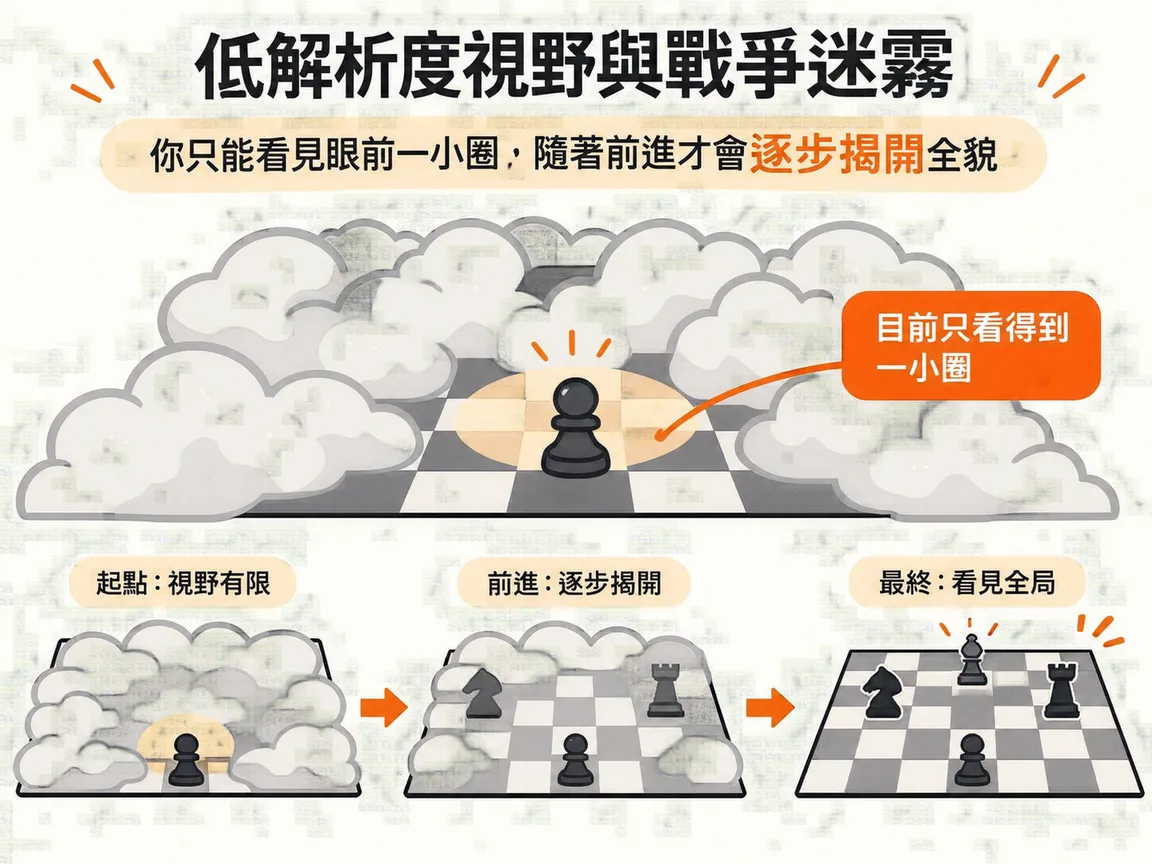 低解析度視野與戰爭迷霧
你只能看見眼前一小圈，隨著前進才會逐步揭開全貌
目前只看得到
一小圈
起點：視野有限
前進：逐步揭開
最終：看見全局